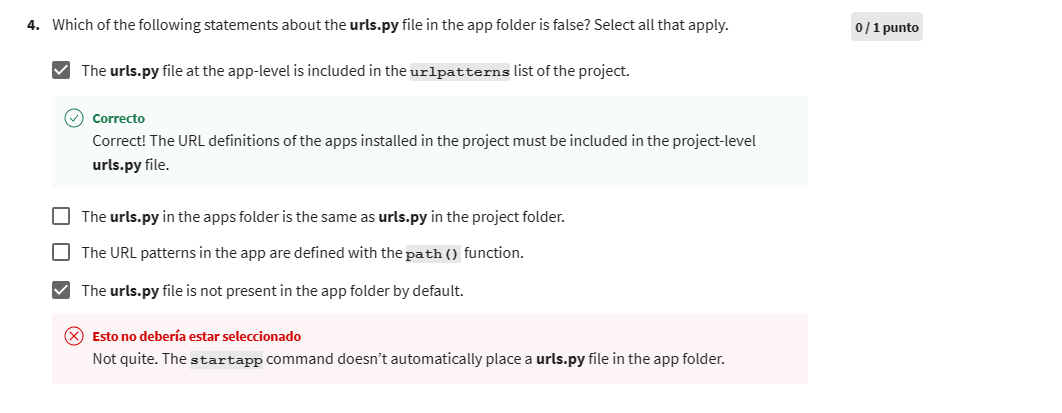 4. Which of the following statements about the urls.py file in the app folder is false? Select all that apply.
0 / 1 punto
The urls.py file at the app-level is included in the urlpatterns list of the project.
Correcto
Correct! The URL definitions of the apps installed in the project must be included in the project-level
urls.py file.
The urls.py in the apps folder is the same as urls.py in the project folder.
The URL patterns in the app are defined with the path() function.
The urls.py file is not present in the app folder by default.
Esto no debería estar seleccionado
Not quite. The startapp command doesn’t automatically place a urls.py file in the app folder.